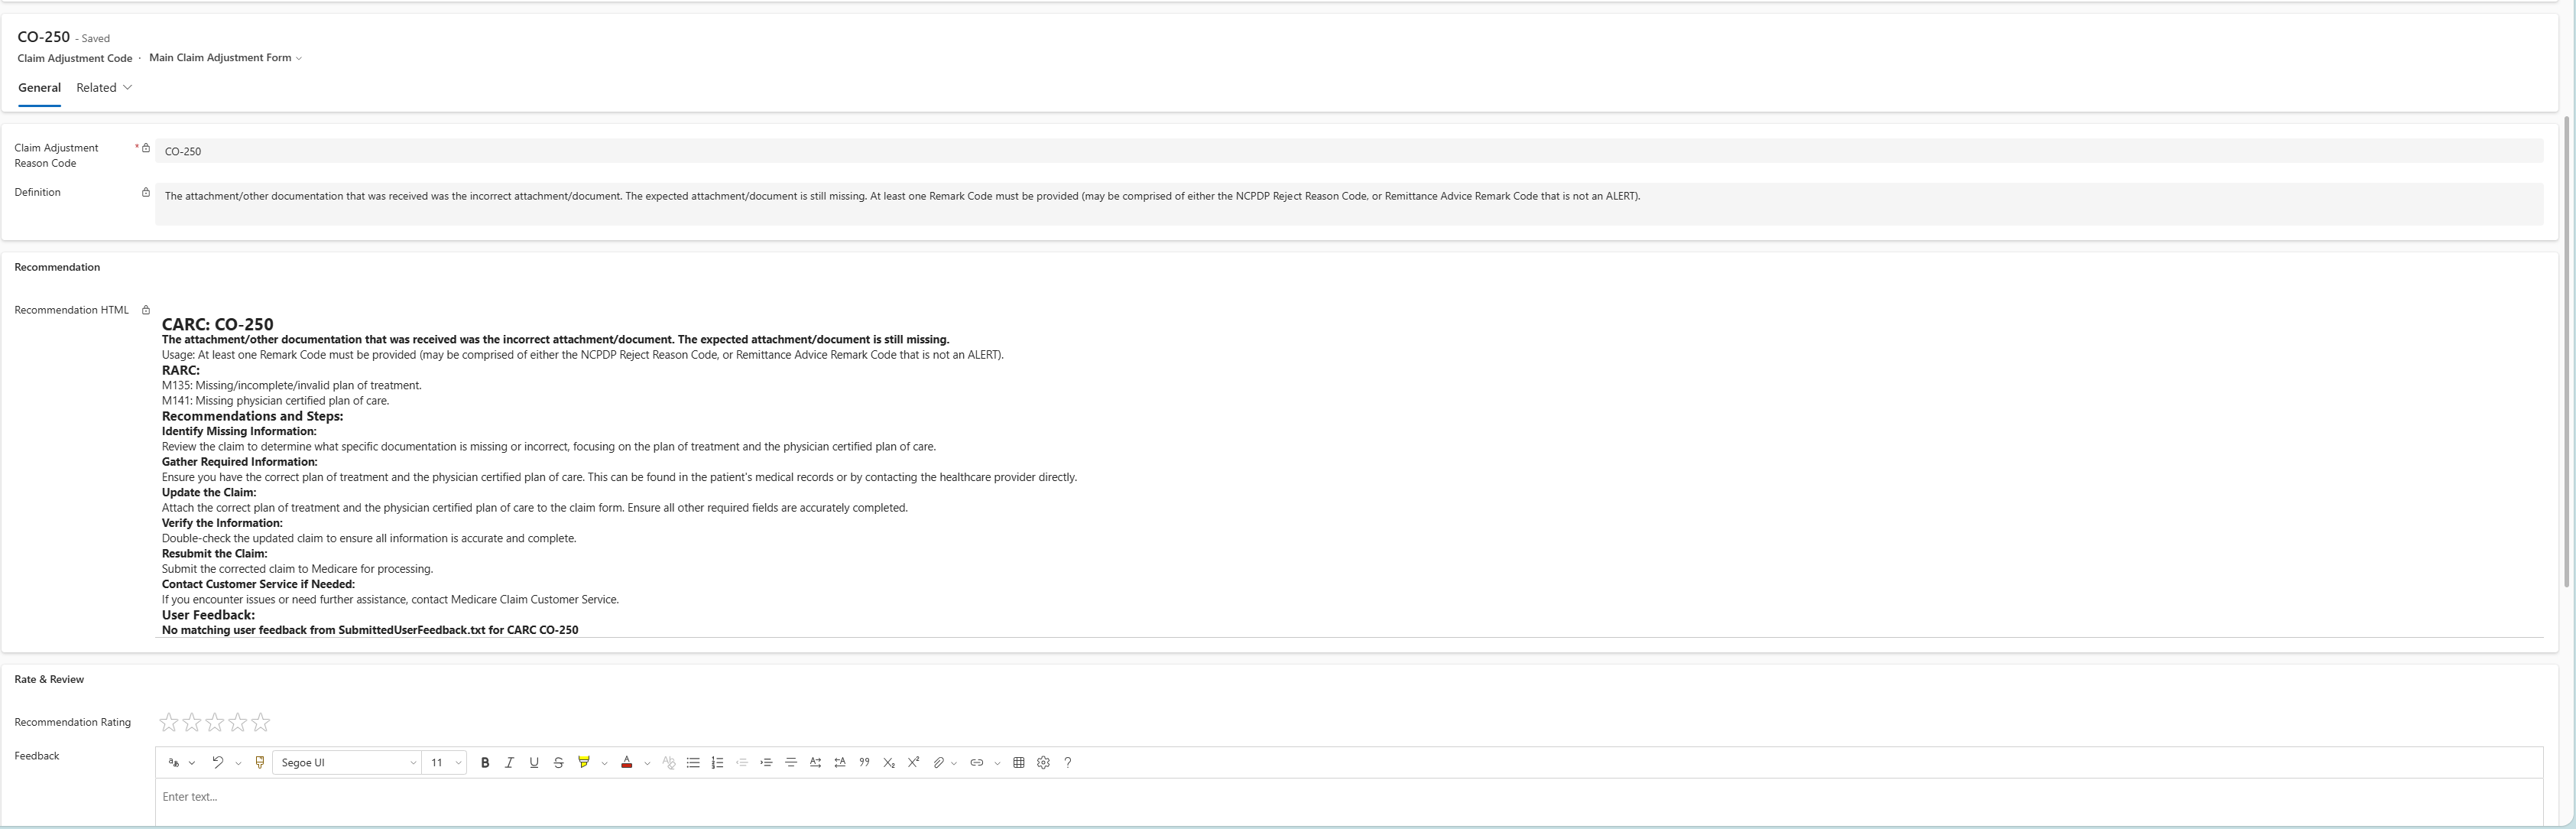 CO-250 - Saved
Claim Adjustment Code · Main Claim Adjustment Form
General Related
Claim Adjustment
Reason Code
*
CO-250
Definition
The attachment/other documentation that was received was the incorrect attachment/document. The expected attachment/document is still missing. At least one Remark Code must be provided (may be comprised of either the NCPDP Reject Reason Code, or Remittance Advice Remark Code that is not an ALERT).
Recommendation
Recommendation HTML
CARC: CO-250
The attachment/other documentation that was received was the incorrect attachment/document. The expected attachment/document is still missing.
Usage: At least one Remark Code must be provided (may be comprised of either the NCPDP Reject Reason Code, or Remittance Advice Remark Code that is not an ALERT).
RARC:
M135: Missing/incomplete/invalid plan of treatment.
M141: Missing physician certified plan of care.
Recommendations and Steps:
Identify Missing Information:
Review the claim to determine what specific documentation is missing or incorrect, focusing on the plan of treatment and the physician certified plan of care.
Gather Required Information:
Ensure you have the correct plan of treatment and the physician certified plan of care. This can be found in the patient's medical records or by contacting the healthcare provider directly.
Update the Claim:
Attach the correct plan of treatment and the physician certified plan of care to the claim form. Ensure all other required fields are accurately completed.
Verify the Information:
Double-check the updated claim to ensure all information is accurate and complete.
Resubmit the Claim:
Submit the corrected claim to Medicare for processing.
Contact Customer Service if Needed:
If you encounter issues or need further assistance, contact Medicare Claim Customer Service.
User Feedback:
No matching user feedback from SubmittedUserFeedback.txt for CARC CO-250
Rate & Review
Recommendation Rating
Feedback
Segoe UI 11 B I U S A X₂ X² ?
Enter text...